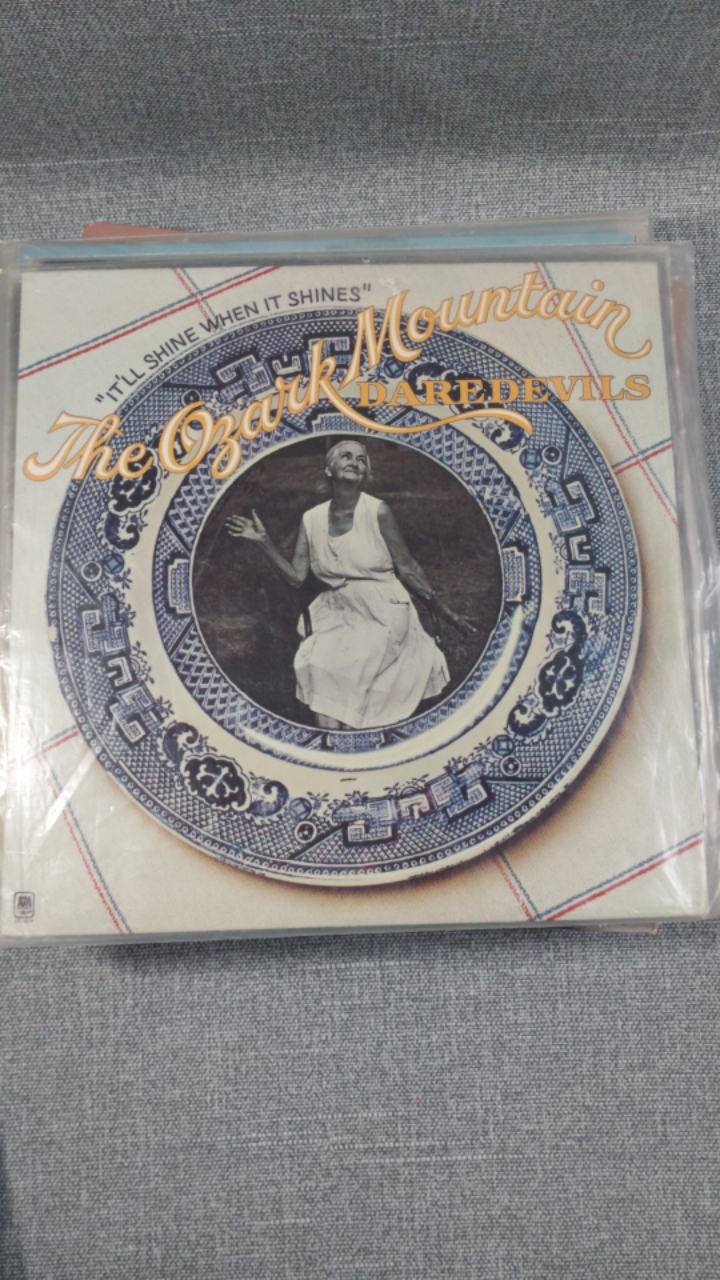 "IT'LL SHINE WHEN IT SHINES"
The Ozark Mountain
DAREDEVILS
A&M